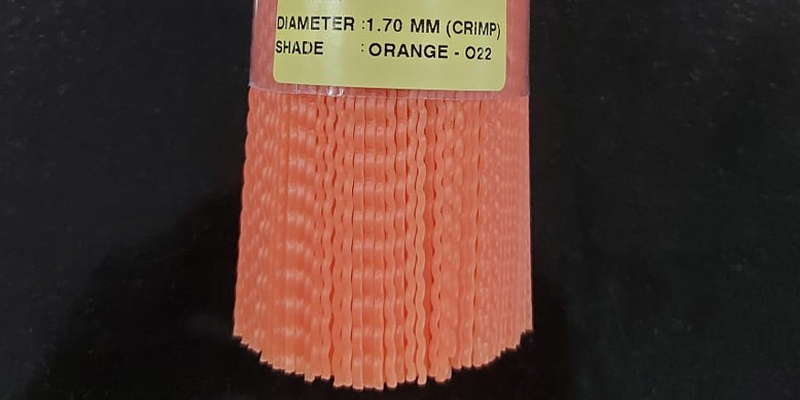 DIAMETER :1.70 MM (CRIMP)
SHADE : ORANGE - O22